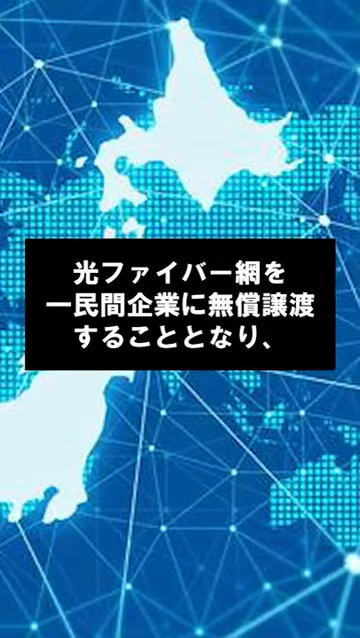 光ファイバー網を
一民間企業に無償譲渡
することとなり、